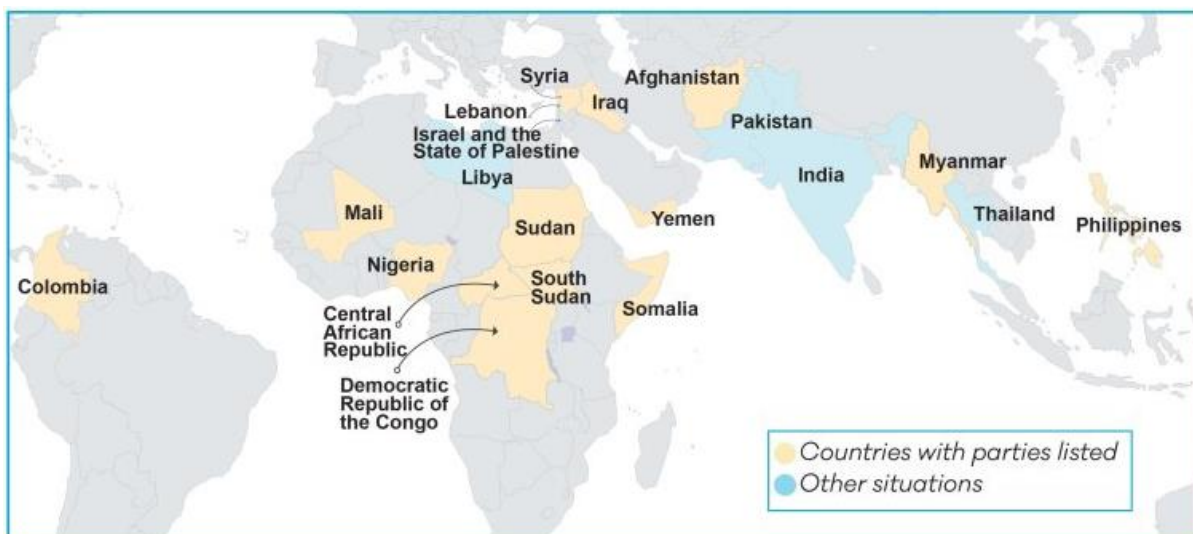 Syria
Afghanistan
Lebanon
Iraq
Israel and the
State of Palestine
Pakistan
Libya
India
Myanmar
Mali
Sudan
Yemen
Thailand
Philippines
Nigeria
South
Sudan
Colombia
Somalia
Central
African
Republic
Democratic
Republic of
the Congo
Countries with parties listed
Other situations